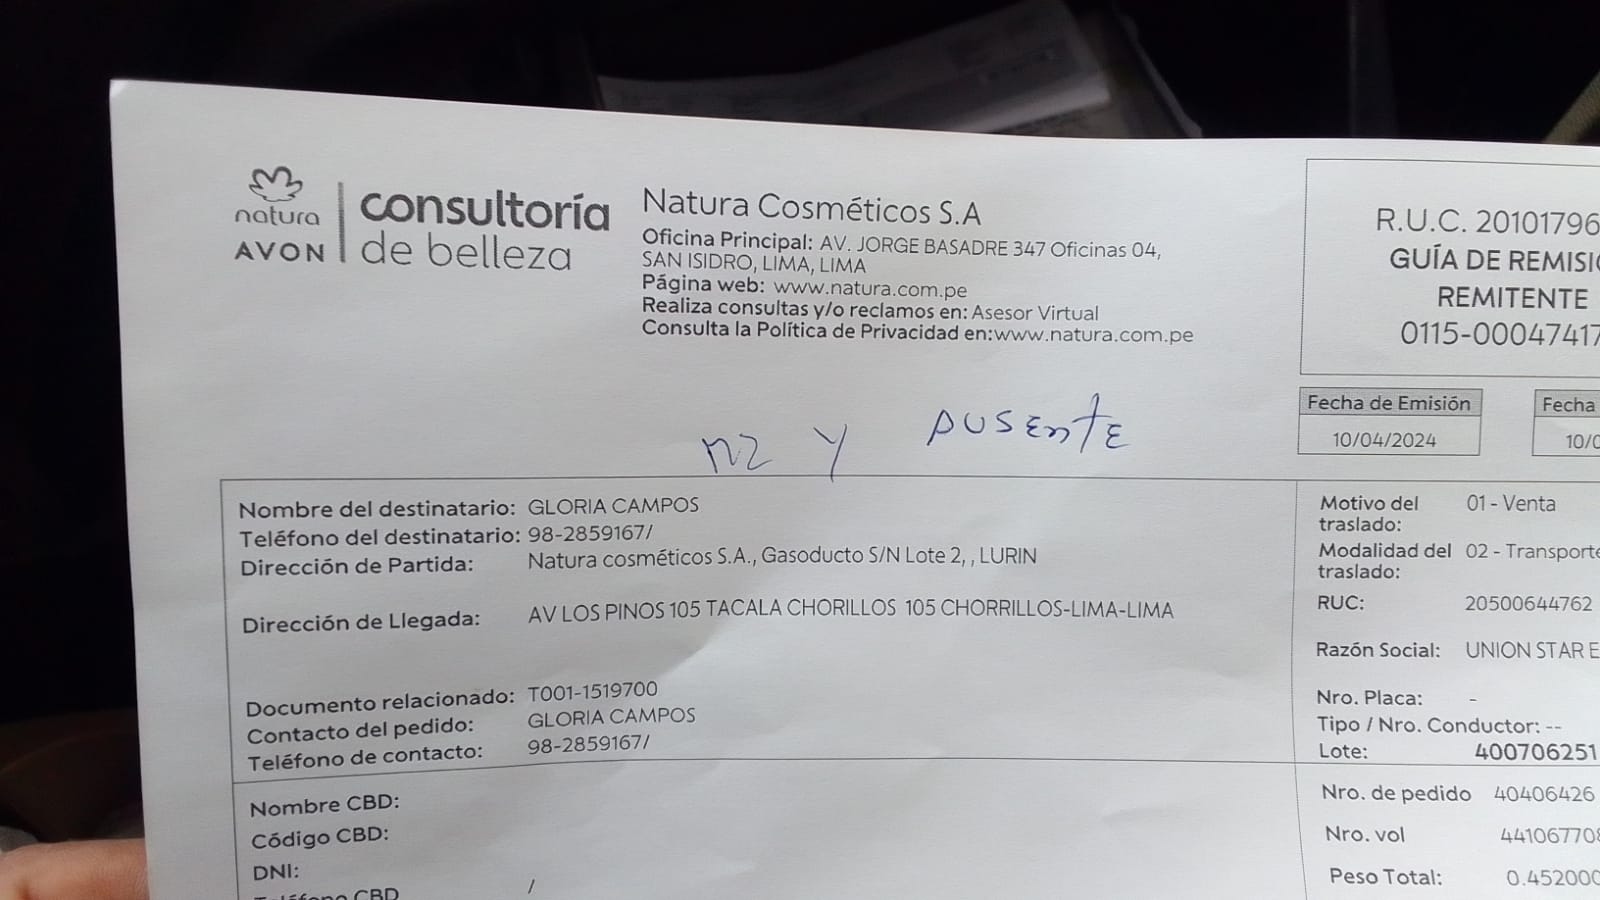 natura
AVON
consultoría
de belleza
Natura Cosméticos S.A
Oficina Principal: AV. JORGE BASADRE 347 Oficinas 04,
SAN ISIDRO, LIMA, LIMA
Página web: www.natura.com.pe
Realiza consultas y/o reclamos en: Asesor Virtual
Consulta la Política de Privacidad en:www.natura.com.pe
R.U.C. 20101796
GUÍA DE REMISIÓ
REMITENTE
0115-00047417
Fecha de Emisión
10/04/2024
Fecha
10/0
MZ Y AUSENTE
Nombre del destinatario: GLORIA CAMPOS
Teléfono del destinatario: 98-2859167/
Dirección de Partida: Natura cosméticos S.A., Gasoducto S/N Lote 2, , LURIN
Dirección de Llegada: AV LOS PINOS 105 TACALA CHORILLOS 105 CHORRILLOS-LIMA-LIMA
Documento relacionado: T001-1519700
Contacto del pedido: GLORIA CAMPOS
Teléfono de contacto: 98-2859167/
Motivo del 01 - Venta
traslado:
Modalidad del 02 - Transporte
traslado:
RUC: 20500644762
Razón Social: UNION STAR E
Nro. Placa: -
Tipo / Nro. Conductor: --
Lote: 400706251
Nombre CBD:
Código CBD:
DNI:
Teléfono CBD /
Nro. de pedido 40406426
Nro. vol 441067708
Peso Total: 0.452000